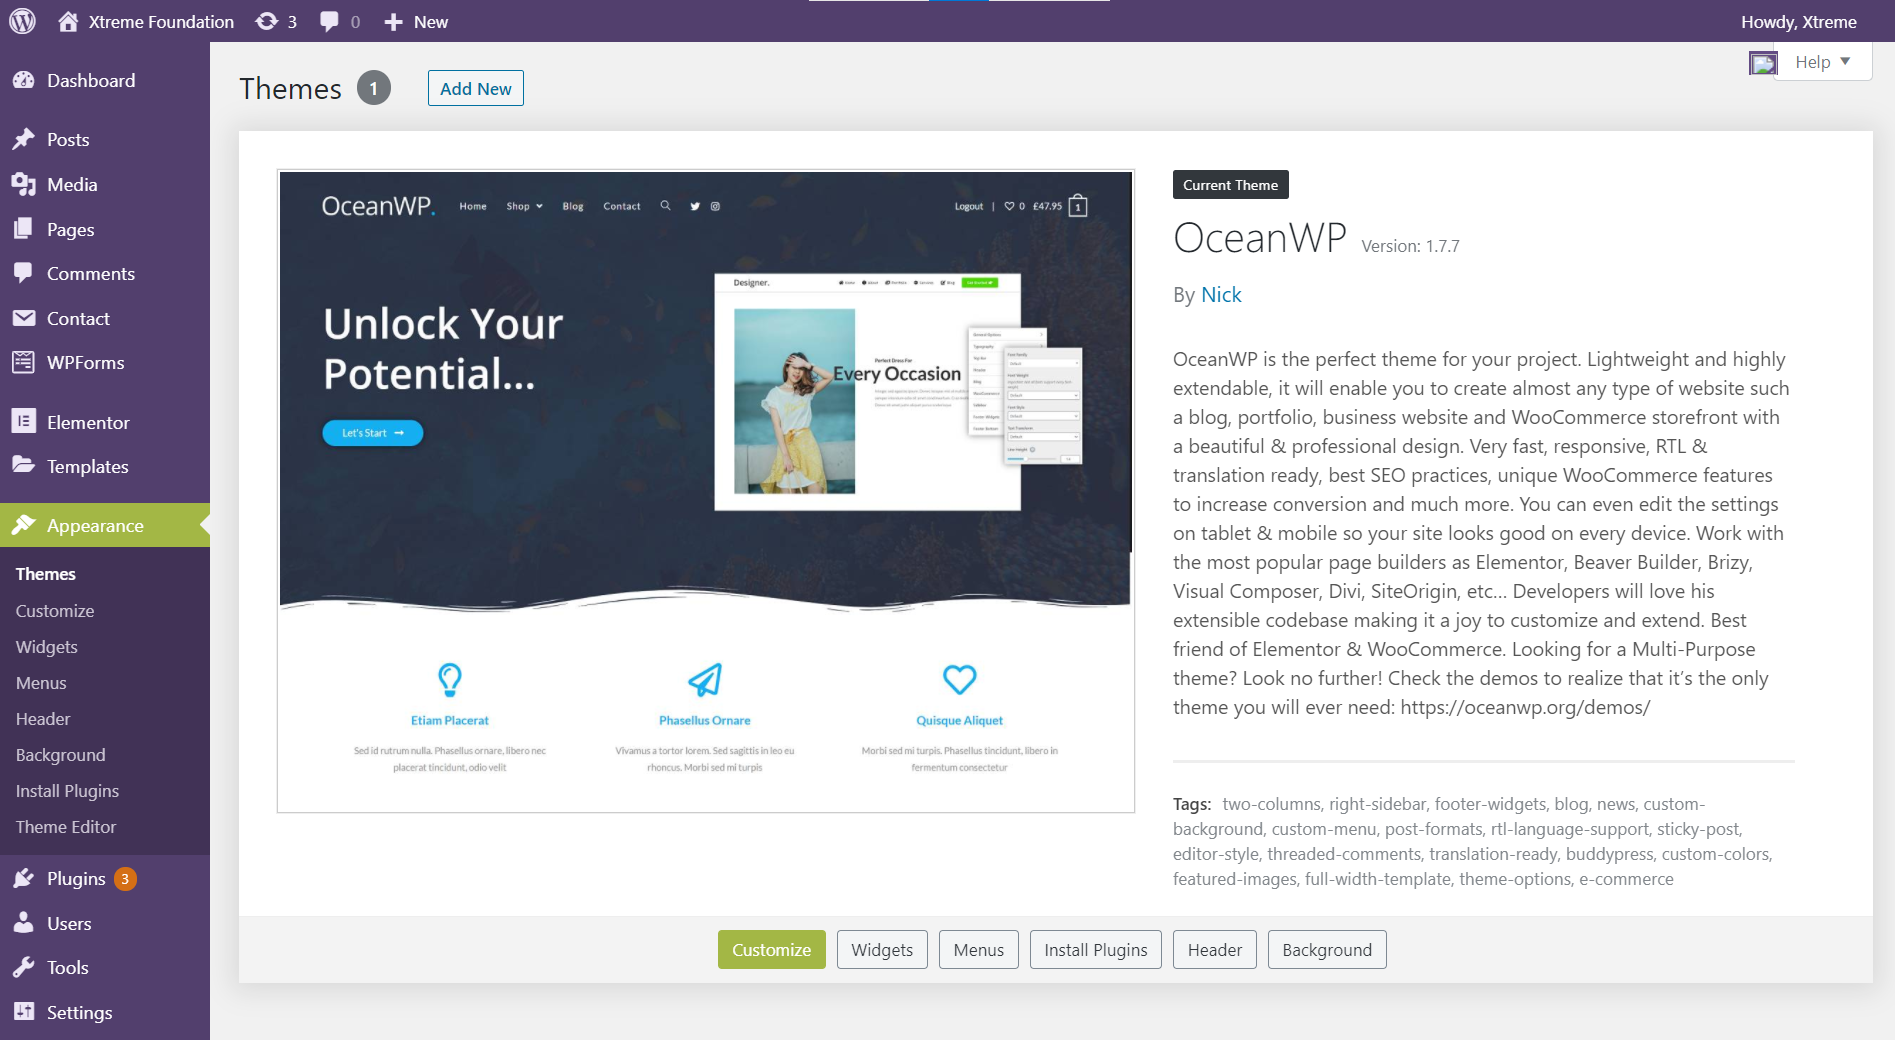 Xtreme Foundation 3 0 New Howdy, Xtreme
Help
Dashboard
Posts
Media
Pages
Comments
Contact
WPForms
Elementor
Templates
Appearance
Themes
Customize
Widgets
Menus
Header
Background
Install Plugins
Theme Editor
Plugins 3
Users
Tools
Settings
Themes 1 Add New
OceanWP. Home Shop Blog Contact Logout | 0 £47.95 1
Unlock Your
Potential...
Let's Start →
Designer.
Perfect Dress For
Every Occasion
Etiam Placerat
Sed id rutrum nulla. Phasellus ornare, libero nec
placerat tincidunt, odio velit
Phasellus Ornare
Vivamus a tortor lorem. Sed sagittis in leo eu
rhoncus. Morbi sed mi turpis
Quisque Aliquet
Morbi sed mi turpis. Phasellus tincidunt, libero in
fermentum consectetur
Current Theme
OceanWP Version: 1.7.7
By Nick
OceanWP is the perfect theme for your project. Lightweight and highly
extendable, it will enable you to create almost any type of website such
a blog, portfolio, business website and WooCommerce storefront with
a beautiful & professional design. Very fast, responsive, RTL &
translation ready, best SEO practices, unique WooCommerce features
to increase conversion and much more. You can even edit the settings
on tablet & mobile so your site looks good on every device. Work with
the most popular page builders as Elementor, Beaver Builder, Brizy,
Visual Composer, Divi, SiteOrigin, etc... Developers will love his
extensible codebase making it a joy to customize and extend. Best
friend of Elementor & WooCommerce. Looking for a Multi-Purpose
theme? Look no further! Check the demos to realize that it’s the only
theme you will ever need: https://oceanwp.org/demos/
Tags: two-columns, right-sidebar, footer-widgets, blog, news, custom-
background, custom-menu, post-formats, rtl-language-support, sticky-post,
editor-style, threaded-comments, translation-ready, buddypress, custom-colors,
featured-images, full-width-template, theme-options, e-commerce
Customize Widgets Menus Install Plugins Header Background